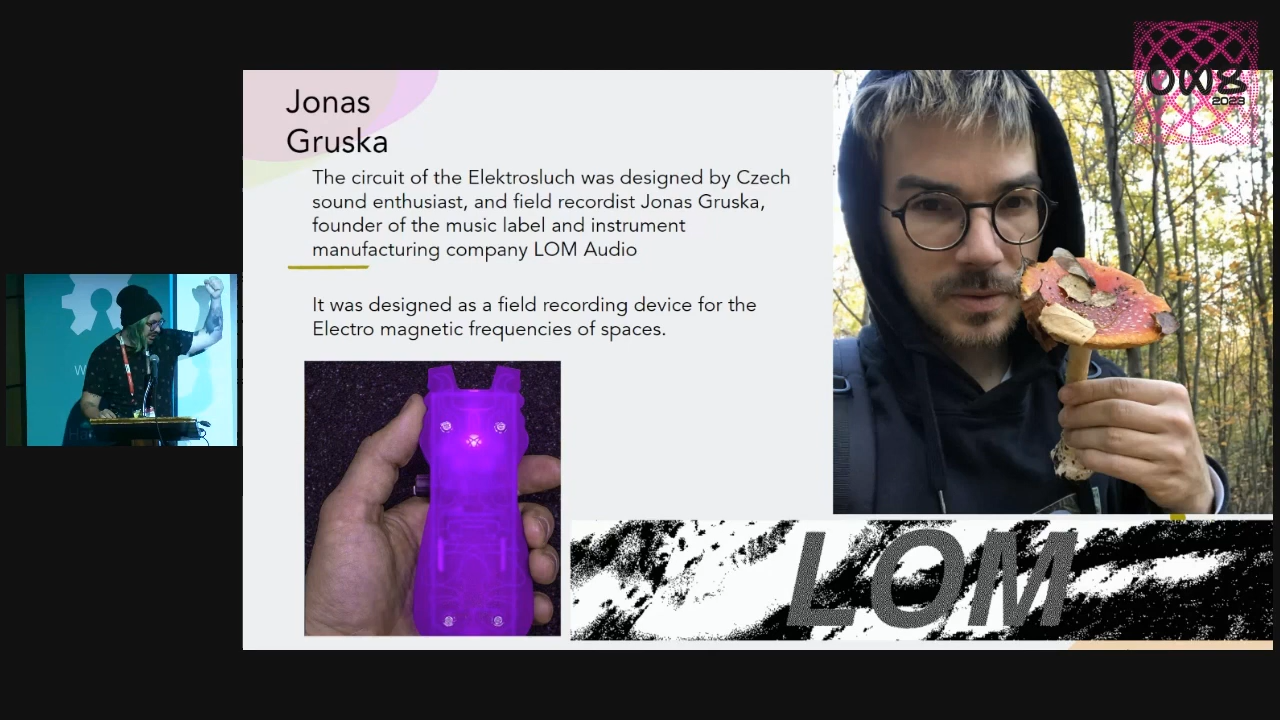 OWS
2023
Jonas
Gruska
The circuit of the Elektrosluch was designed by Czech
sound enthusiast, and field recordist Jonas Gruska,
founder of the music label and instrument
manufacturing company LOM Audio
It was designed as a field recording device for the
Electro magnetic frequencies of spaces.
LOM